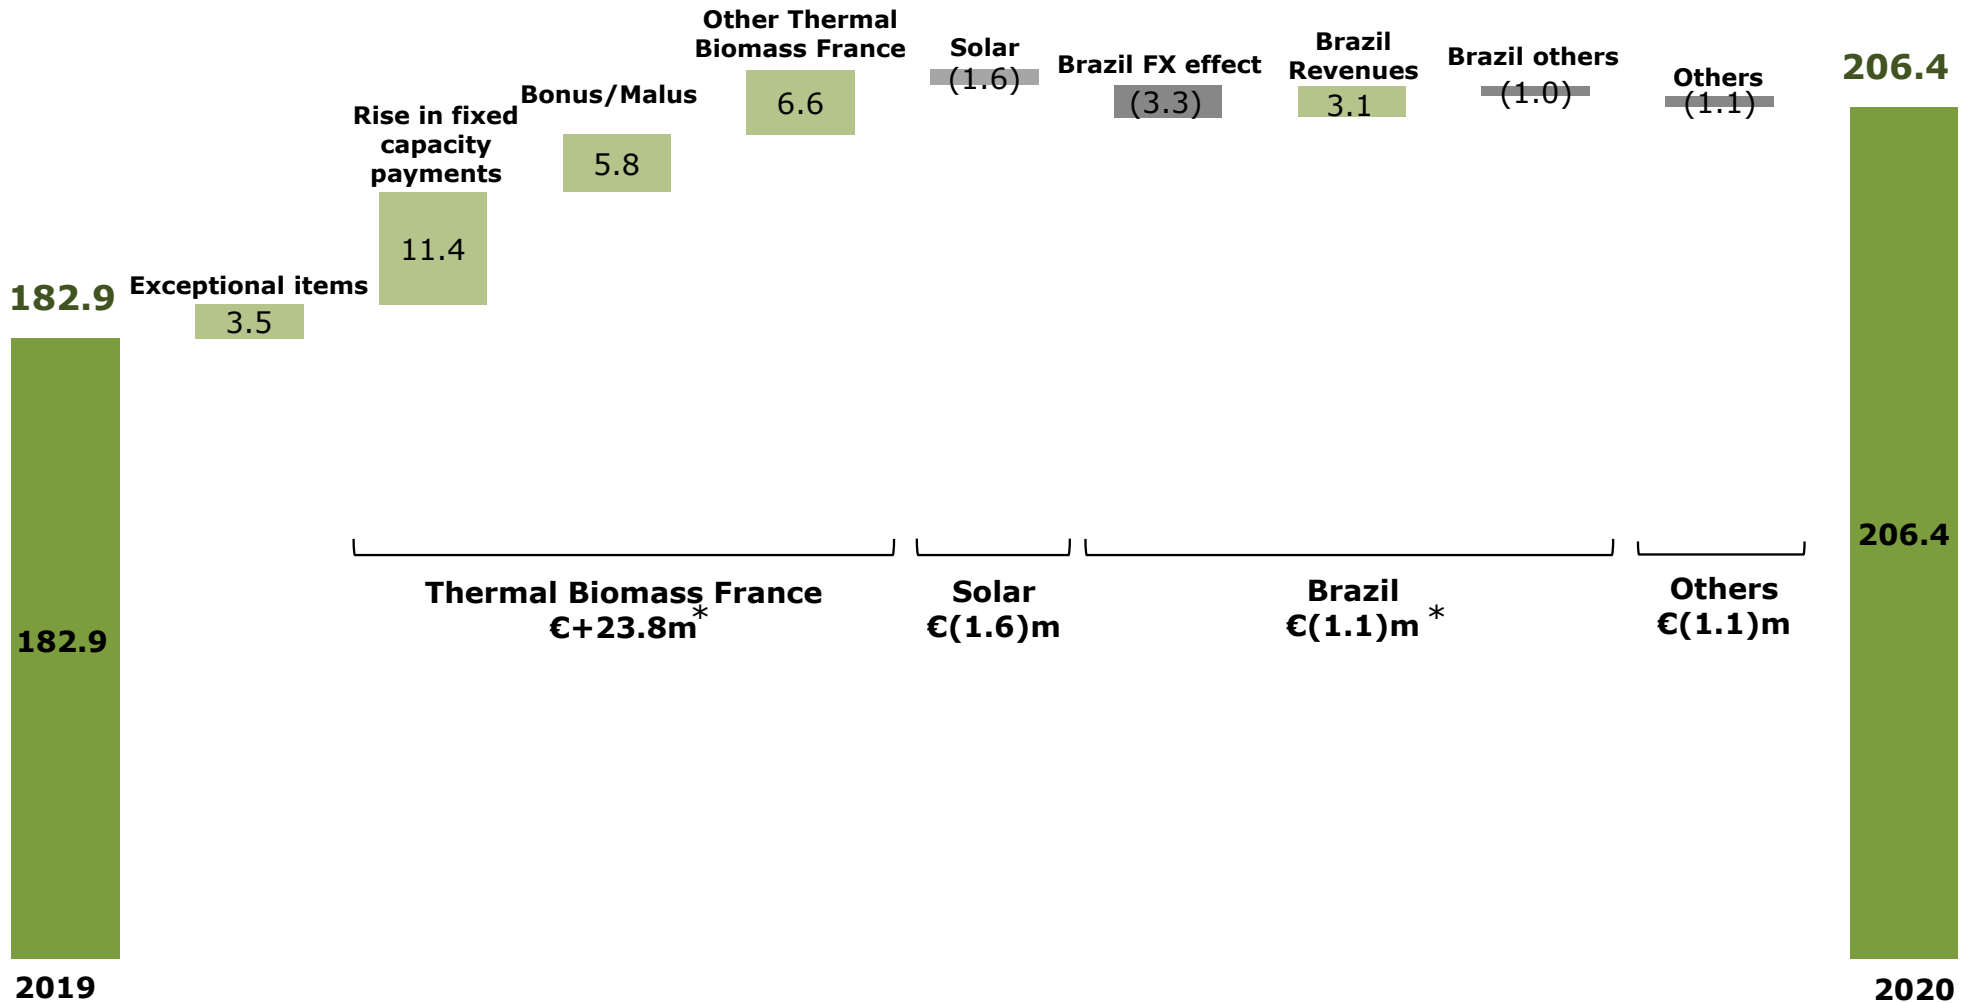 182.9
182.9
2019
Exceptional items
3.5
Rise in fixed
capacity
payments
11.4
Bonus/Malus
5.8
Other Thermal
Biomass France
6.6
Solar
(1.6)
Brazil FX effect
(3.3)
Brazil
Revenues
3.1
Brazil others
(1.0)
Others
(1.1)
206.4
206.4
2020
Thermal Biomass France
€+23.8m*
Solar
€(1.6)m
Brazil
€(1.1)m *
Others
€(1.1)m